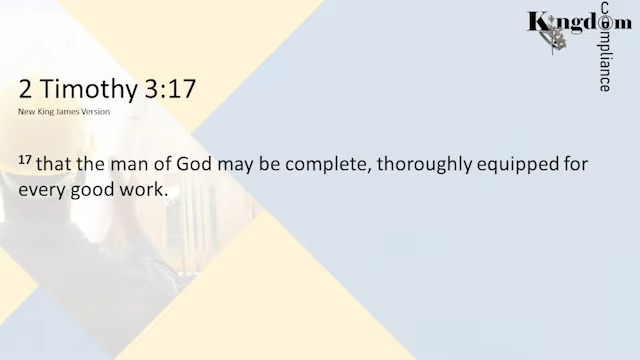 Kingdom
Compliance
2 Timothy 3:17
New King James Version
17 that the man of God may be complete, thoroughly equipped for
every good work.